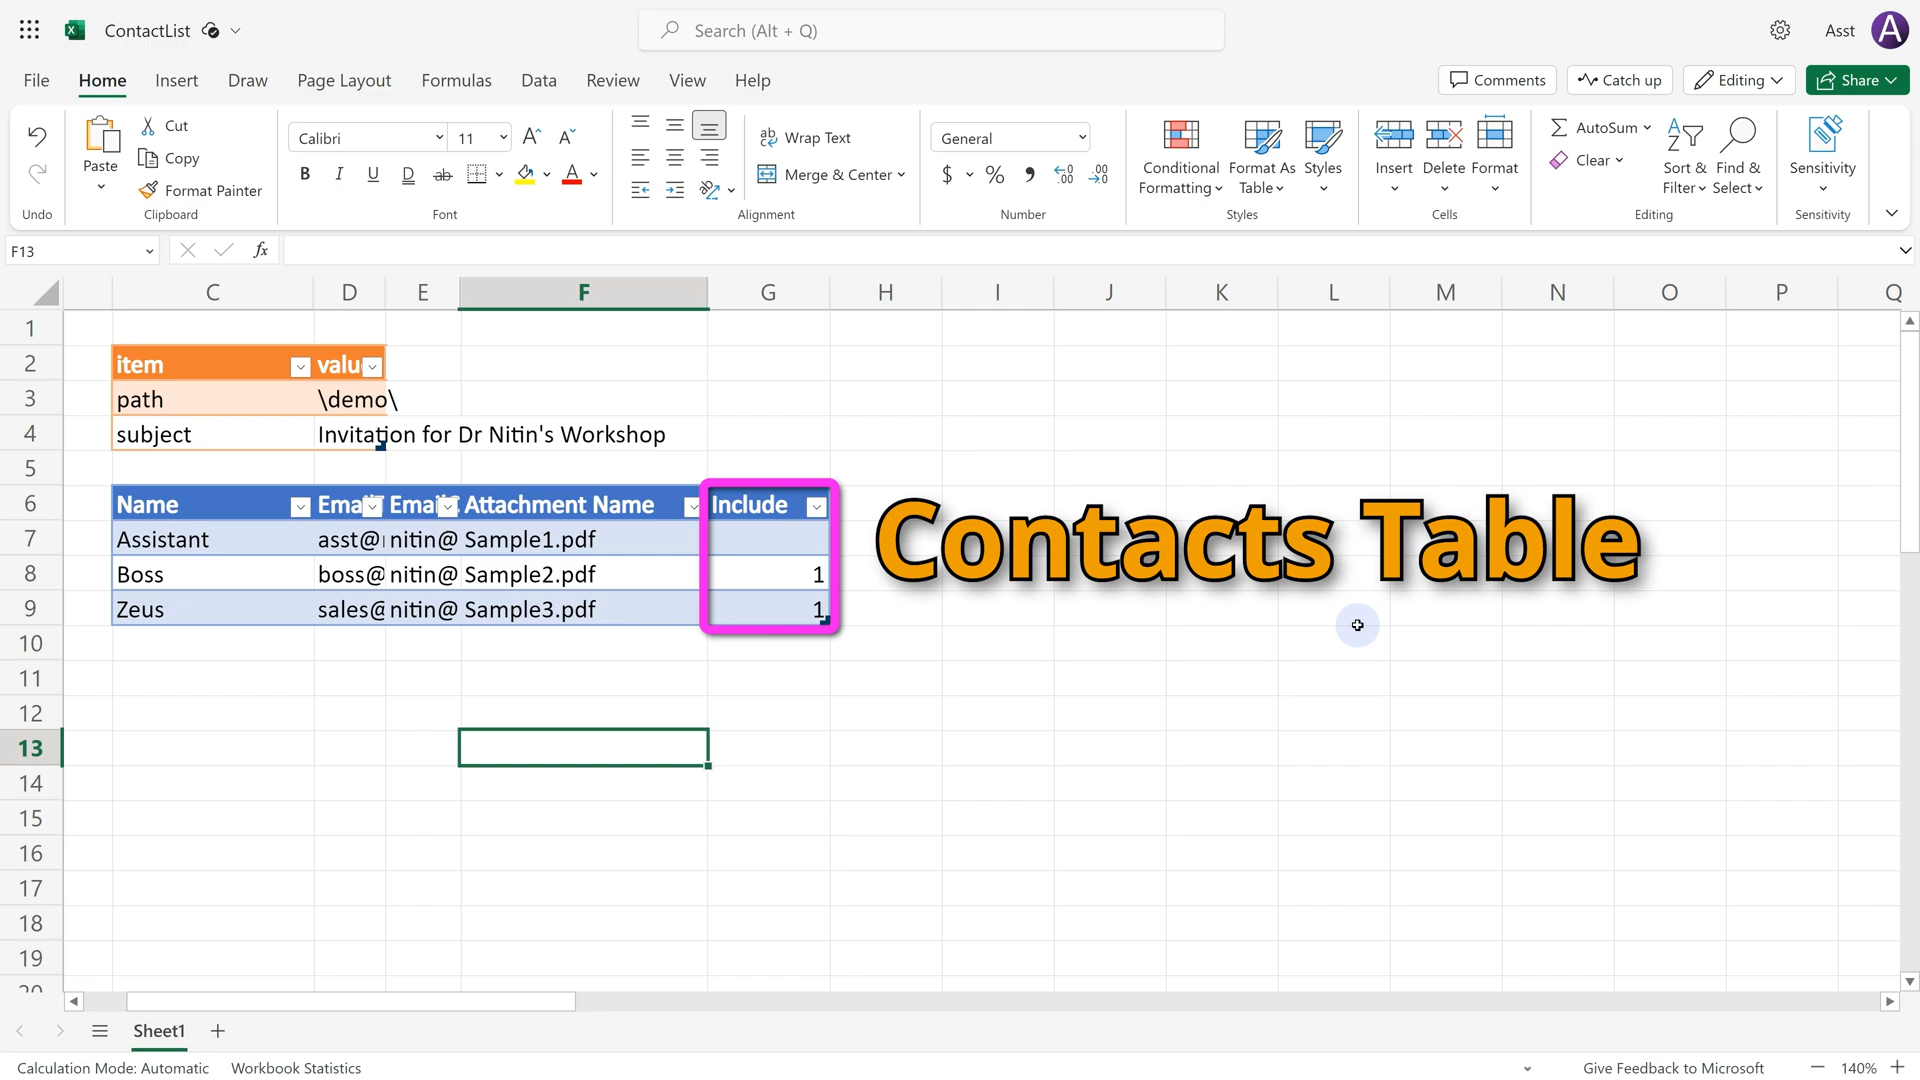 ContactList
Search (Alt + Q)
Asst
A
File Home Insert Draw Page Layout Formulas Data Review View Help
Comments Catch up Editing Share
Paste
Cut
Copy
Format Painter
Calibri 11
B I U D ab
Wrap Text
Merge & Center
General
$ % 9
Conditional Formatting
Format As Table
Styles
Insert Delete Format
AutoSum
Clear
Sort & Filter
Find & Select
Sensitivity
Undo Clipboard Font Alignment Number Styles Cells Editing Sensitivity
F13 fx
C D E F G H I J K L M N O P Q
1
2 item valu
3 path \demo\
4 subject Invitation for Dr Nitin's Workshop
5
6 Name Emai Emai Attachment Name Include
7 Assistant asst@ nitin@ Sample1.pdf
8 Boss boss@ nitin@ Sample2.pdf 1
9 Zeus sales@ nitin@ Sample3.pdf 1
Contacts Table
10
11
12
13
14
15
16
17
18
19
Sheet1
Calculation Mode: Automatic Workbook Statistics Give Feedback to Microsoft 140%